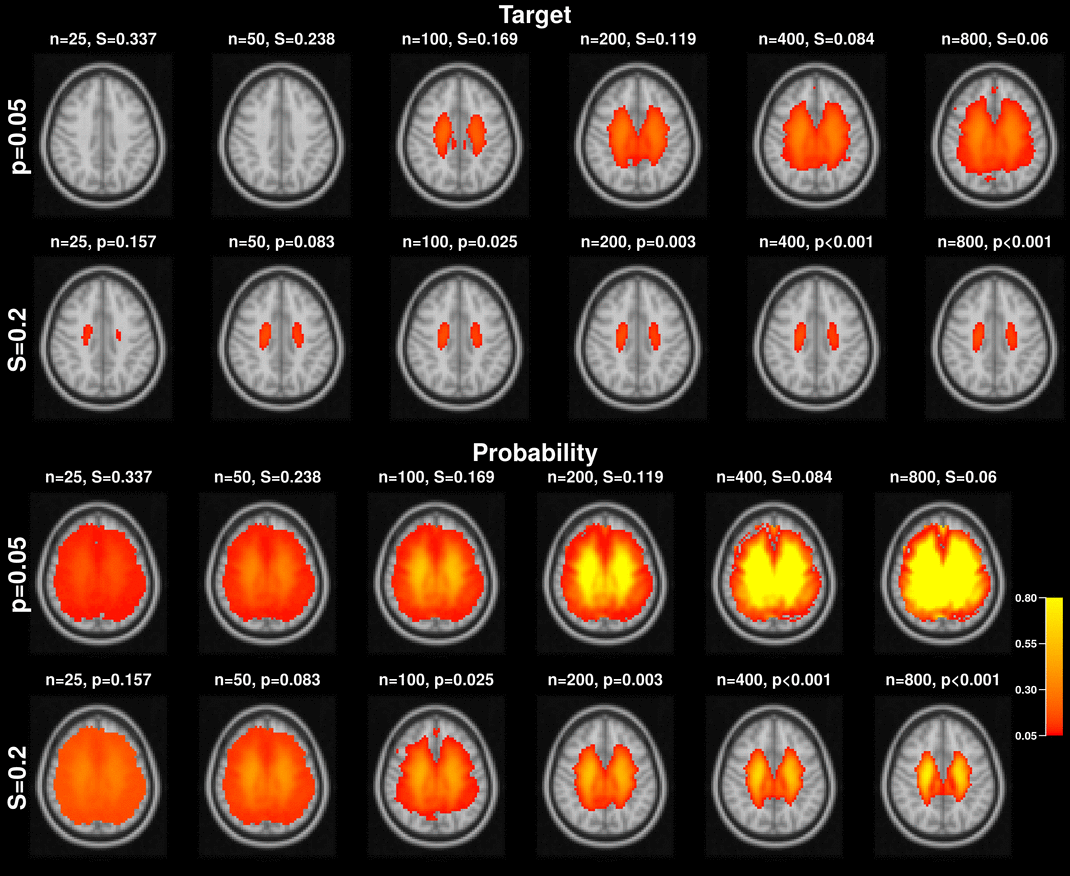 Target
n=25, S=0.337 n=50, S=0.238 n=100, S=0.169 n=200, S=0.119 n=400, S=0.084 n=800, S=0.06
p=0.05
n=25, p=0.157 n=50, p=0.083 n=100, p=0.025 n=200, p=0.003 n=400, p<0.001 n=800, p<0.001
S=0.2
Probability
n=25, S=0.337 n=50, S=0.238 n=100, S=0.169 n=200, S=0.119 n=400, S=0.084 n=800, S=0.06
p=0.05
0.80
0.55
0.30
0.05
n=25, p=0.157 n=50, p=0.083 n=100, p=0.025 n=200, p=0.003 n=400, p<0.001 n=800, p<0.001
S=0.2